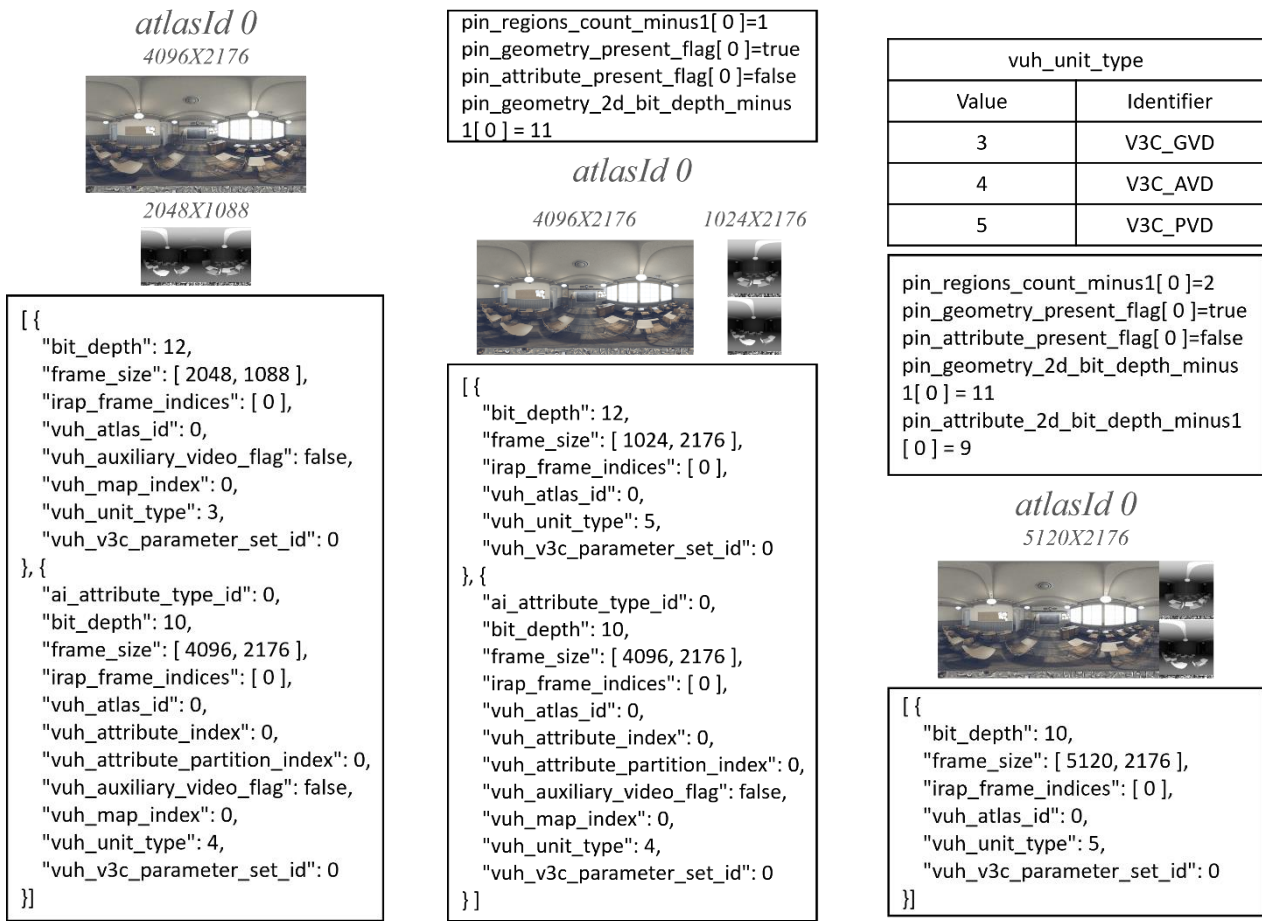 atlasId 0
4096X2176
2048X1088
[ {
"bit_depth": 12,
"frame_size": [ 2048, 1088 ],
"irap_frame_indices": [ 0 ],
"vuh_atlas_id": 0,
"vuh_auxiliary_video_flag": false,
"vuh_map_index": 0,
"vuh_unit_type": 3,
"vuh_v3c_parameter_set_id": 0
}, {
"ai_attribute_type_id": 0,
"bit_depth": 10,
"frame_size": [ 4096, 2176 ],
"irap_frame_indices": [ 0 ],
"vuh_atlas_id": 0,
"vuh_attribute_index": 0,
"vuh_attribute_partition_index": 0,
"vuh_auxiliary_video_flag": false,
"vuh_map_index": 0,
"vuh_unit_type": 4,
"vuh_v3c_parameter_set_id": 0
}]
pin_regions_count_minus1[ 0 ]=1
pin_geometry_present_flag[ 0 ]=true
pin_attribute_present_flag[ 0 ]=false
pin_geometry_2d_bit_depth_minus
1[ 0 ] = 11
atlasId 0
4096X2176 1024X2176
[ {
"bit_depth": 12,
"frame_size": [ 1024, 2176 ],
"irap_frame_indices": [ 0 ],
"vuh_atlas_id": 0,
"vuh_unit_type": 5,
"vuh_v3c_parameter_set_id": 0
}, {
"ai_attribute_type_id": 0,
"bit_depth": 10,
"frame_size": [ 4096, 2176 ],
"irap_frame_indices": [ 0 ],
"vuh_atlas_id": 0,
"vuh_attribute_index": 0,
"vuh_attribute_partition_index": 0,
"vuh_auxiliary_video_flag": false,
"vuh_map_index": 0,
"vuh_unit_type": 4,
"vuh_v3c_parameter_set_id": 0
} ]
vuh_unit_type
Value Identifier
3 V3C_GVD
4 V3C_AVD
5 V3C_PVD
pin_regions_count_minus1[ 0 ]=2
pin_geometry_present_flag[ 0 ]=true
pin_attribute_present_flag[ 0 ]=false
pin_geometry_2d_bit_depth_minus
1[ 0 ] = 11
pin_attribute_2d_bit_depth_minus1
[ 0 ] = 9
atlasId 0
5120X2176
[ {
"bit_depth": 10,
"frame_size": [ 5120, 2176 ],
"irap_frame_indices": [ 0 ],
"vuh_atlas_id": 0,
"vuh_unit_type": 5,
"vuh_v3c_parameter_set_id": 0
}]